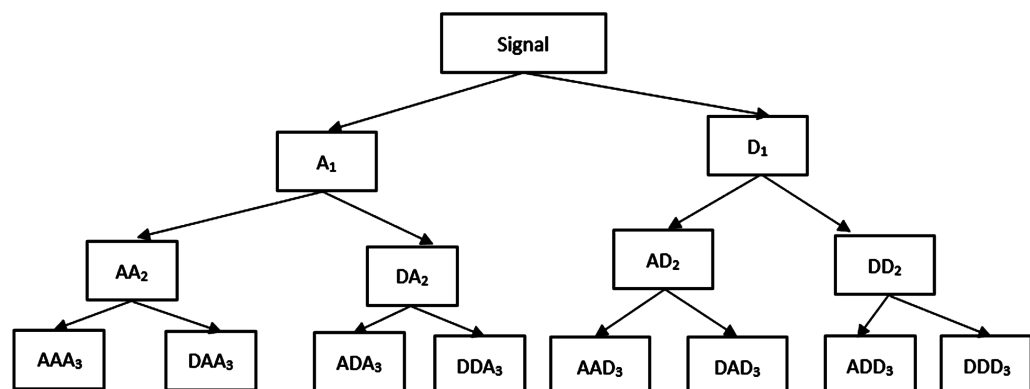 Signal
A₁
D₁
AA₂
DA₂
AD₂
DD₂
AAA₃
DAA₃
ADA₃
DDA₃
AAD₃
DAD₃
ADD₃
DDD₃